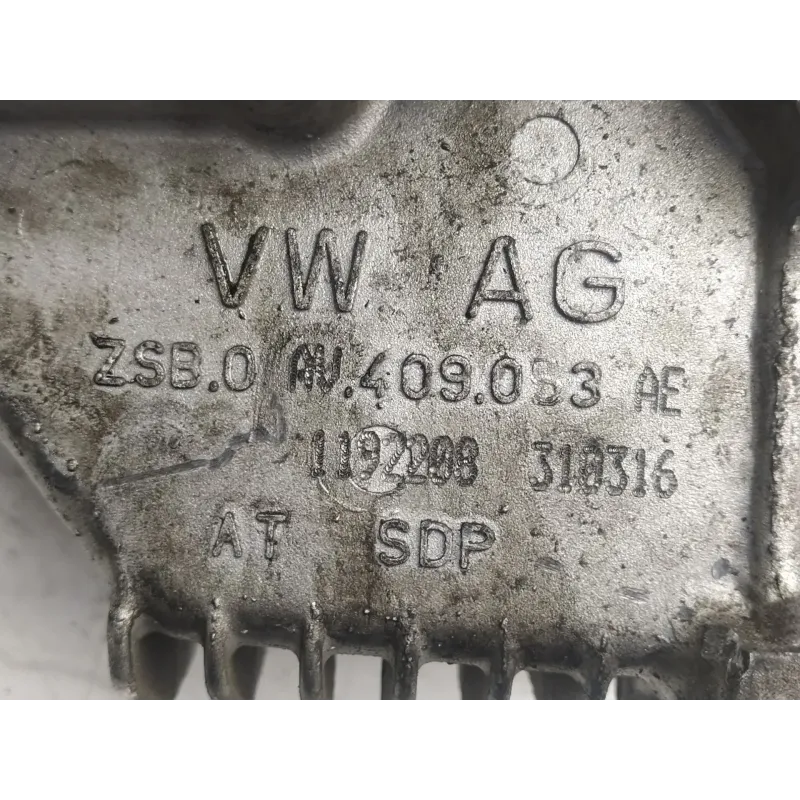 VW AG
ZSB.0 AV.409.053 AE
1192208 310316
AT SDP